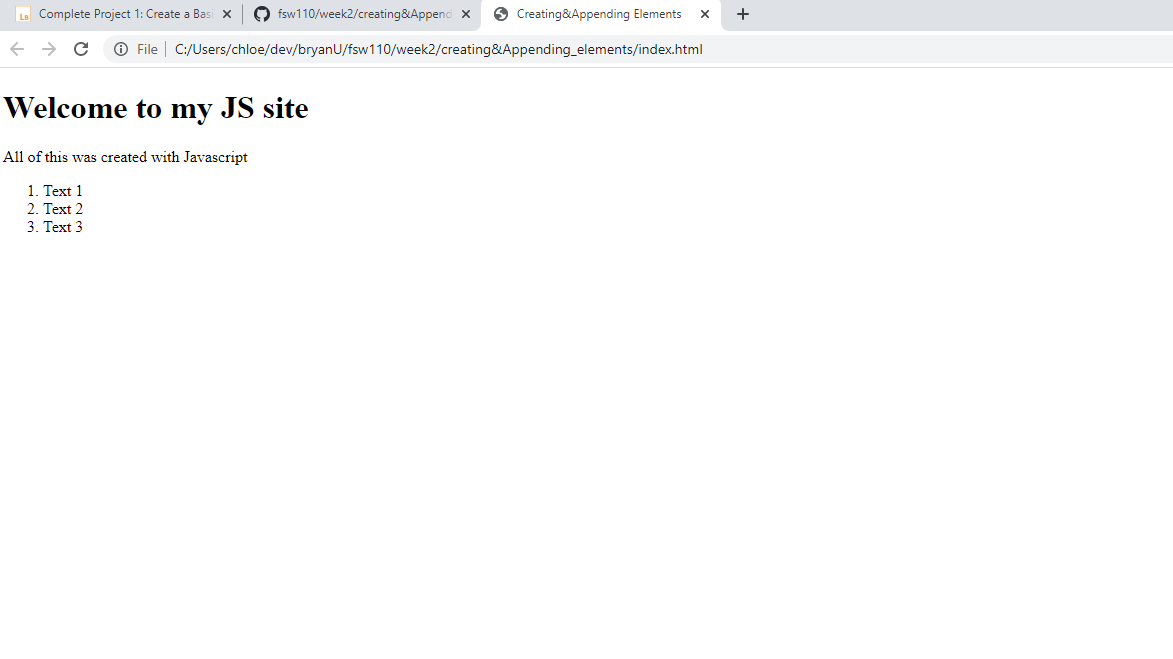 LB Complete Project 1: Create a Bas
fsw110/week2/creating&Append
Creating&Appending Elements
File
C:/Users/chloe/dev/bryanU/fsw110/week2/creating&Appending_elements/index.html
Welcome to my JS site
All of this was created with Javascript
1. Text 1
2. Text 2
3. Text 3